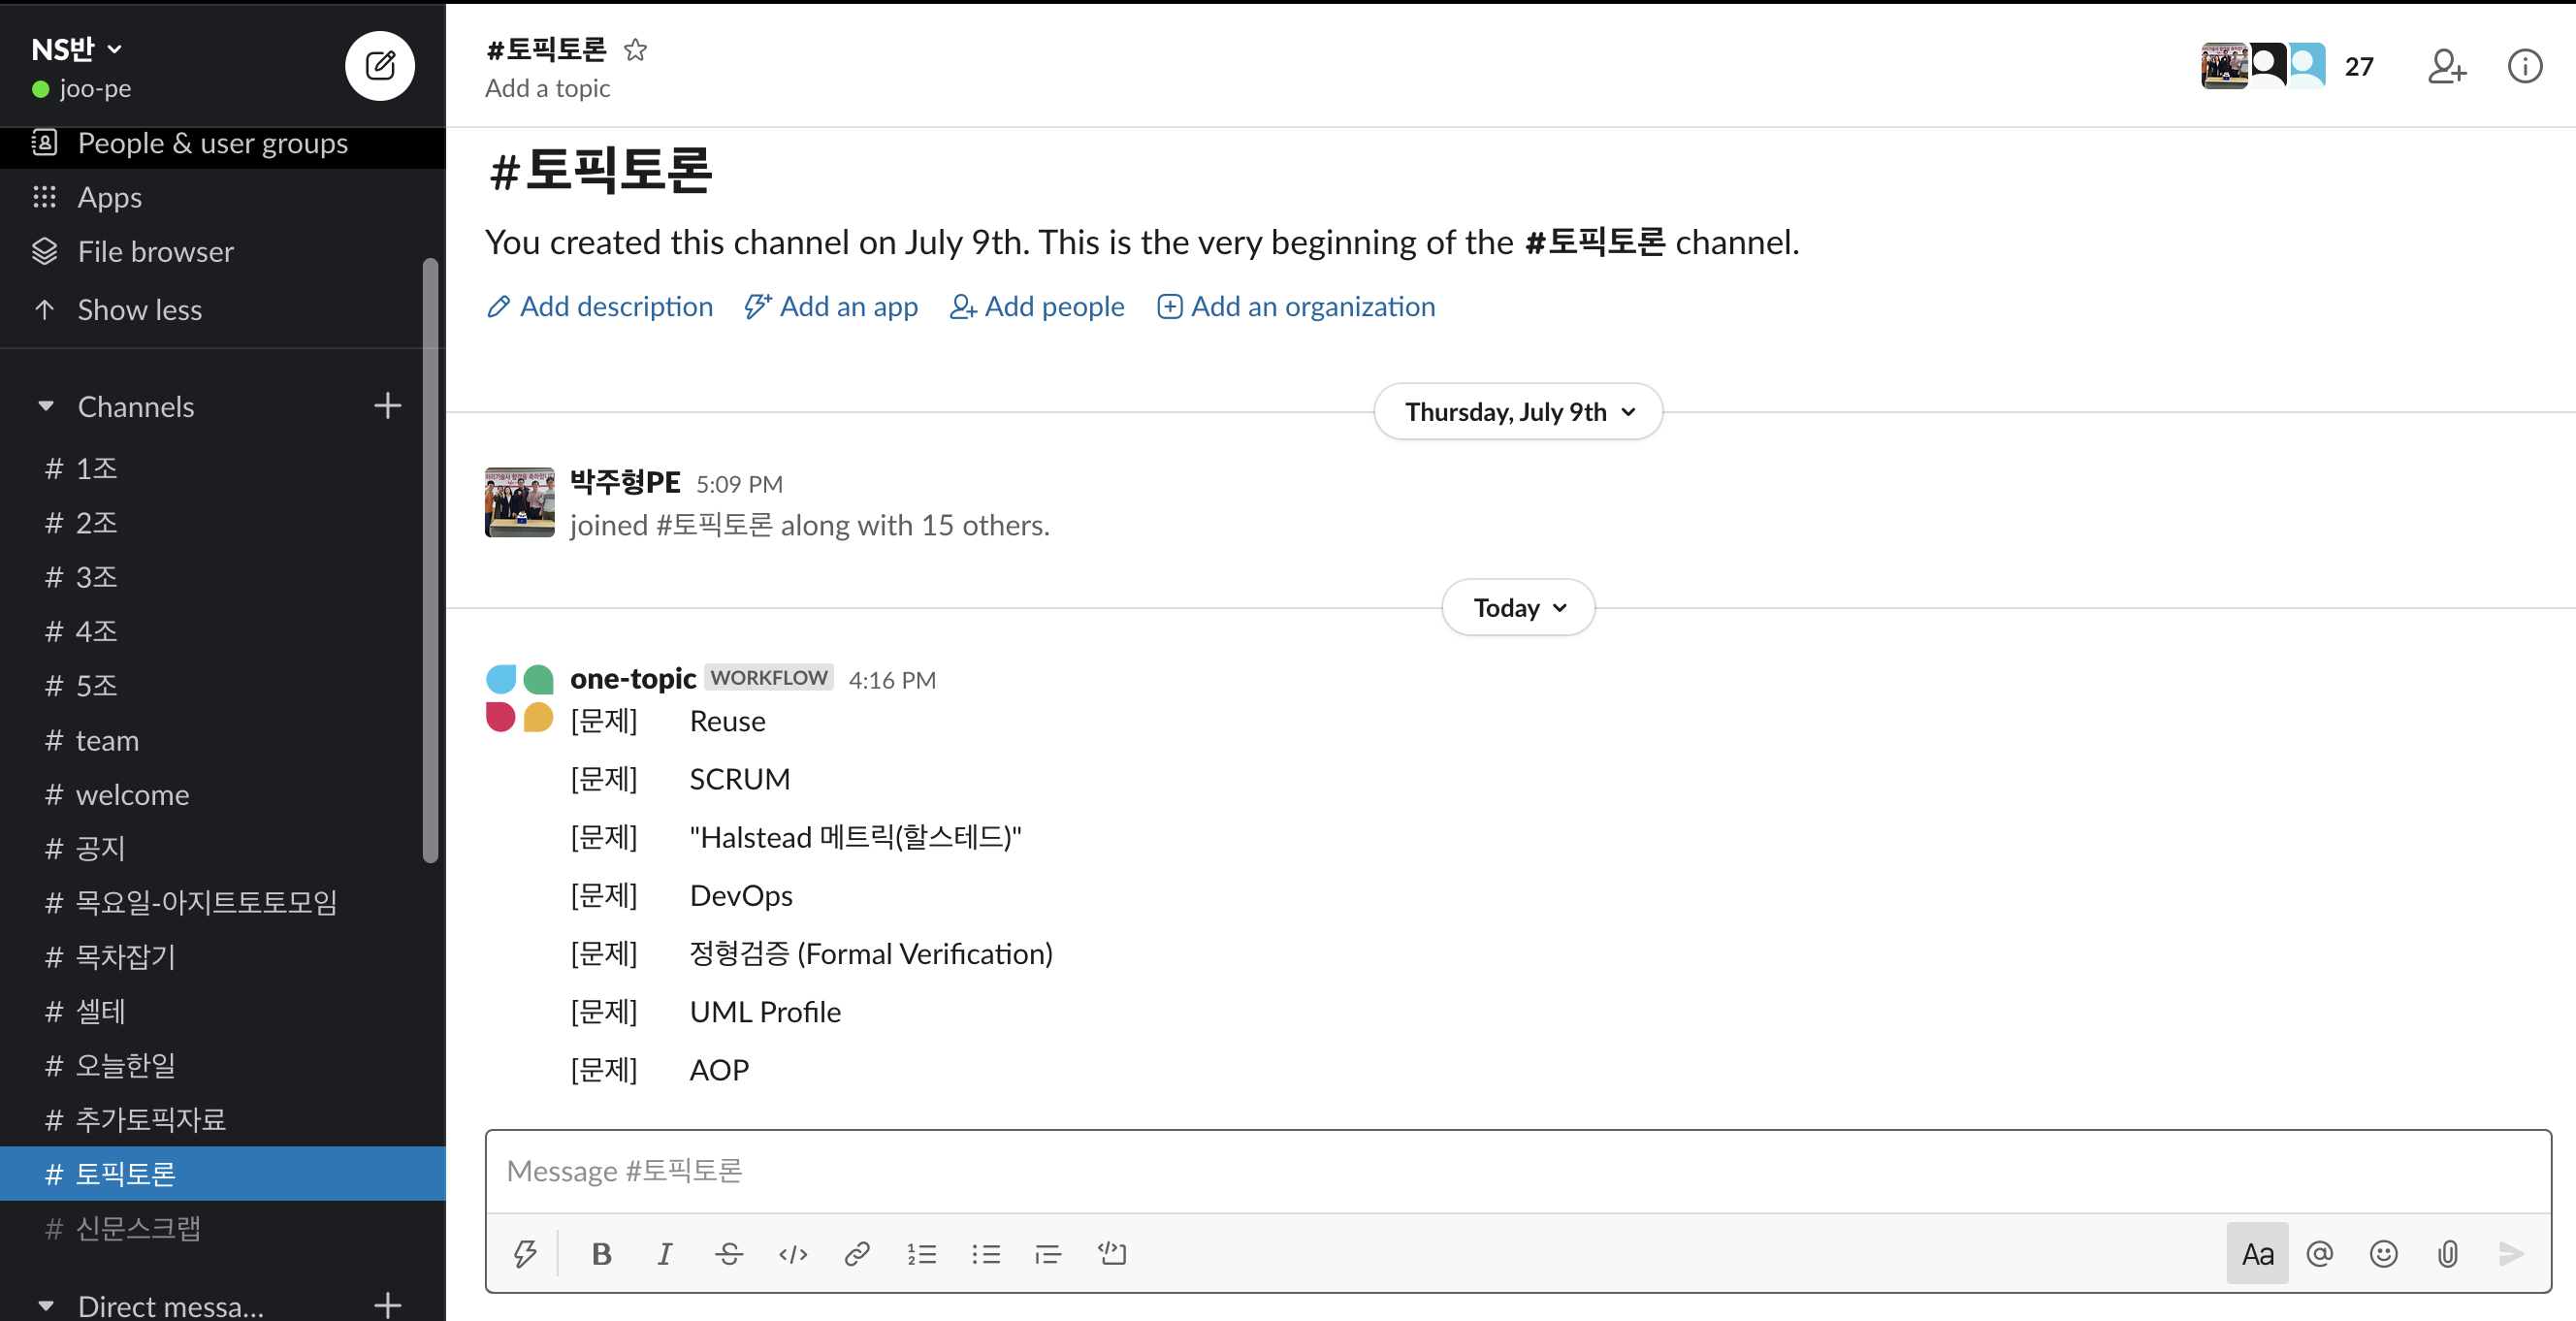 NS반
joo-pe
People & user groups
Apps
File browser
Show less
Channels
# 1조
# 2조
# 3조
# 4조
# 5조
# team
# welcome
# 공지
# 목요일-아지트토토모임
# 목차잡기
# 셀테
# 오늘한일
# 추가토픽자료
# 토픽토론
# 신문스크랩
Direct messa...
#토픽토론
Add a topic
27
#토픽토론
You created this channel on July 9th. This is the very beginning of the #토픽토론 channel.
Add description Add an app Add people Add an organization
Thursday, July 9th
박주형PE 5:09 PM
joined #토픽토론 along with 15 others.
Today
one-topic WORKFLOW 4:16 PM
[문제] Reuse
[문제] SCRUM
[문제] "Halstead 메트릭(할스테드)"
[문제] DevOps
[문제] 정형검증 (Formal Verification)
[문제] UML Profile
[문제] AOP
Message #토픽토론
B I S Aa @